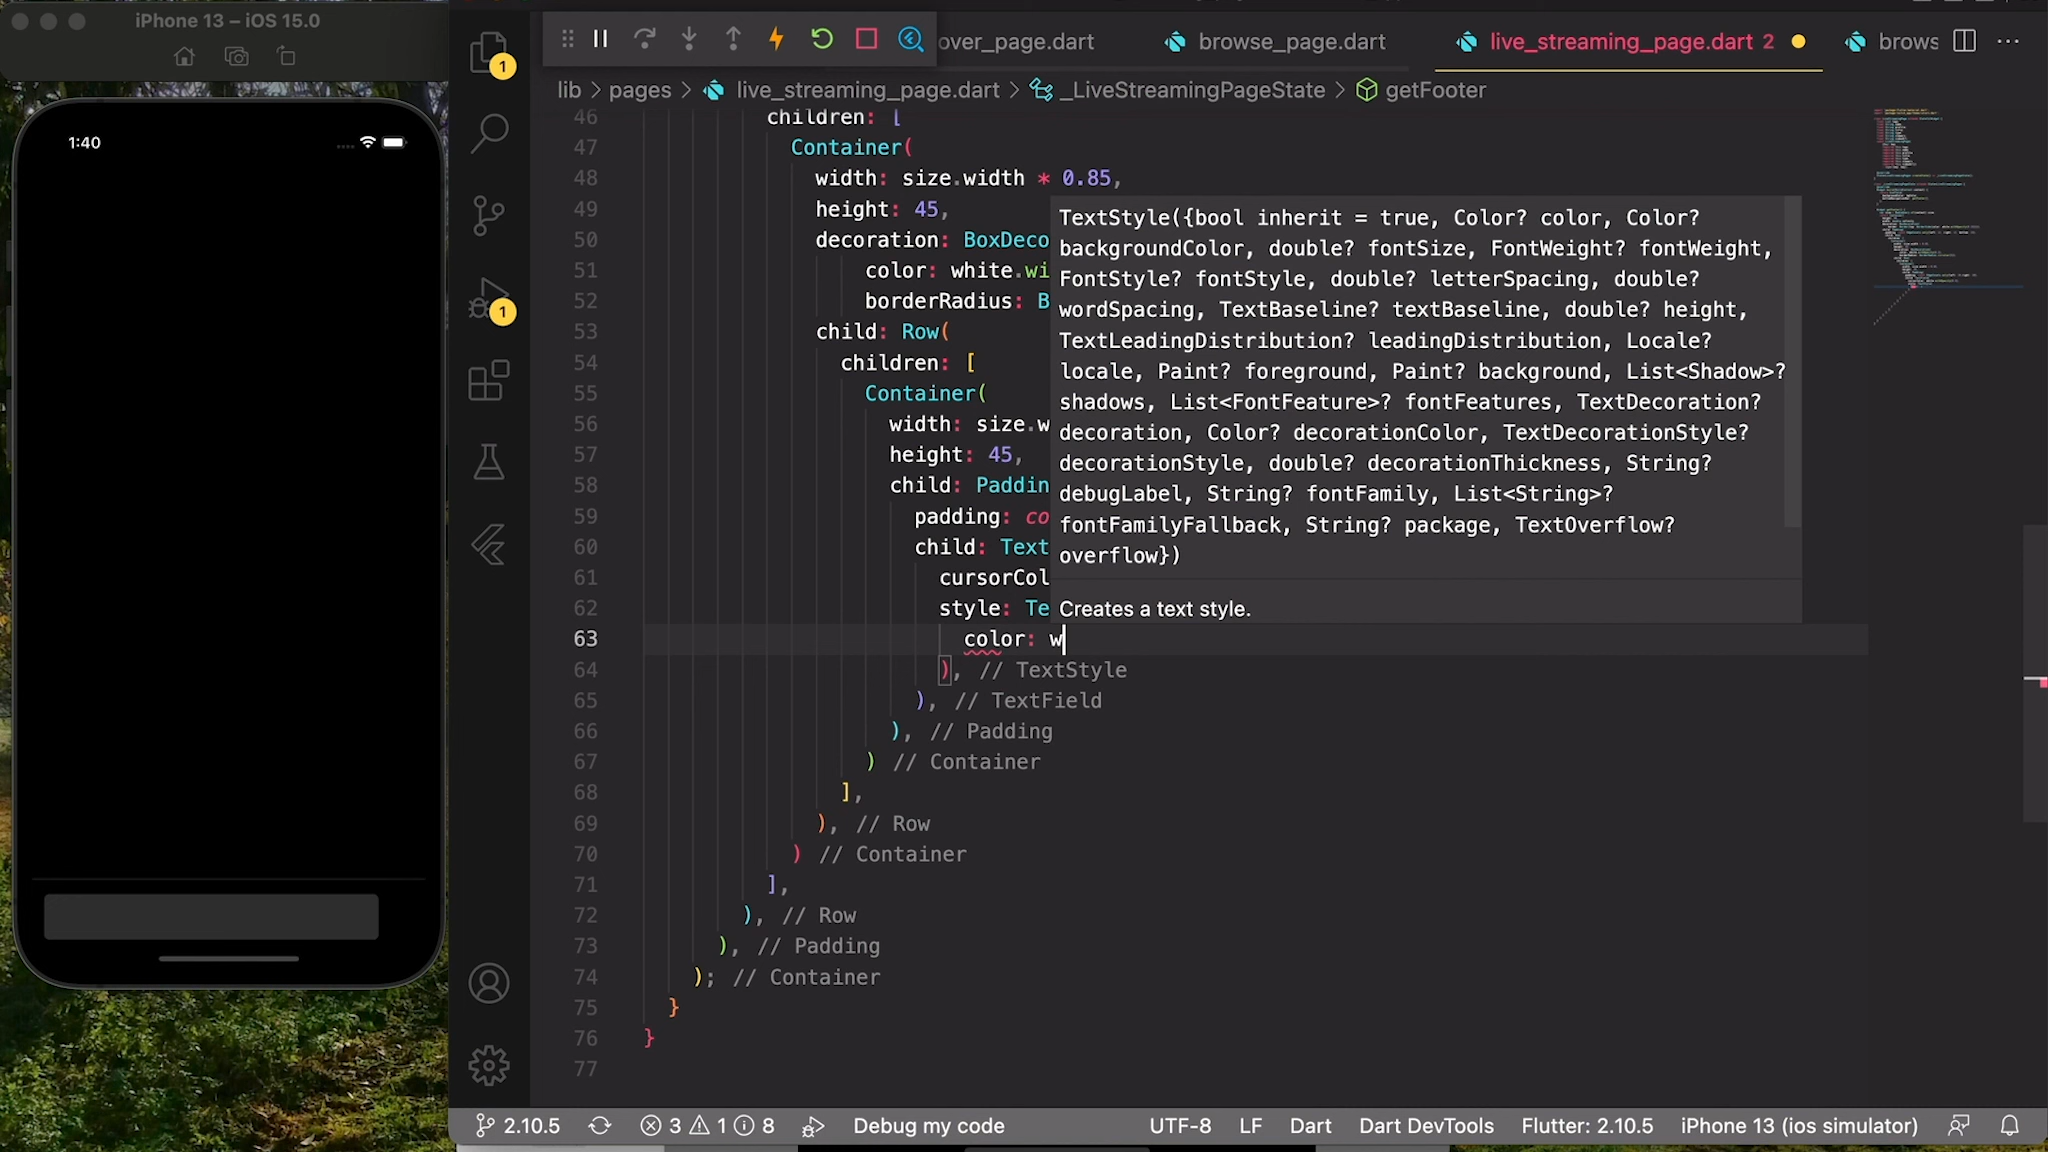 iPhone 13 – iOS 15.0
1:40
1
1
over_page.dart
browse_page.dart
live_streaming_page.dart 2
brows
lib > pages > live_streaming_page.dart > _LiveStreamingPageState > getFooter
46 children: [
47 Container(
48 width: size.width * 0.85,
49 height: 45,
50 decoration: BoxDeco
51 color: white.wi
52 borderRadius: B
53 child: Row(
54 children: [
55 Container(
56 width: size.w
57 height: 45,
58 child: Paddin
59 padding: co
60 child: Text
61 cursorCol
62 style: Te
63 color: w
64 ), // TextStyle
65 ), // TextField
66 ), // Padding
67 ) // Container
68 ],
69 ), // Row
70 ) // Container
71 ],
72 ), // Row
73 ), // Padding
74 ); // Container
75 }
76 }
77
TextStyle({bool inherit = true, Color? color, Color?
backgroundColor, double? fontSize, FontWeight? fontWeight,
FontStyle? fontStyle, double? letterSpacing, double?
wordSpacing, TextBaseline? textBaseline, double? height,
TextLeadingDistribution? leadingDistribution, Locale?
locale, Paint? foreground, Paint? background, List<Shadow>?
shadows, List<FontFeature>? fontFeatures, TextDecoration?
decoration, Color? decorationColor, TextDecorationStyle?
decorationStyle, double? decorationThickness, String?
debugLabel, String? fontFamily, List<String>?
fontFamilyFallback, String? package, TextOverflow?
overflow})
Creates a text style.
2.10.5 3 1 8 Debug my code UTF-8 LF Dart Dart DevTools Flutter: 2.10.5 iPhone 13 (ios simulator)